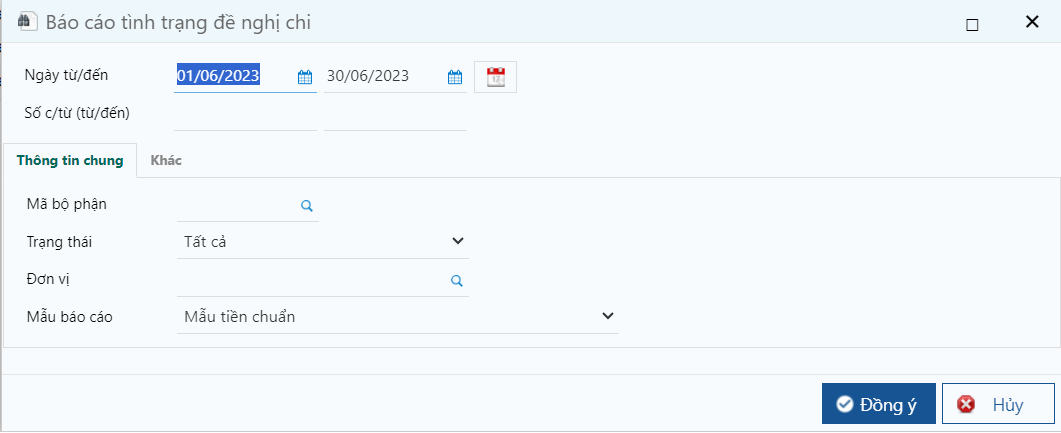 Báo cáo tình trạng đề nghị chi
Ngày từ/đến 01/06/2023 30/06/2023
Số c/từ (từ/đến)
Thông tin chung Khác
Mã bộ phận
Trạng thái Tất cả
Đơn vị
Mẫu báo cáo Mẫu tiền chuẩn
Đồng ý Hủy